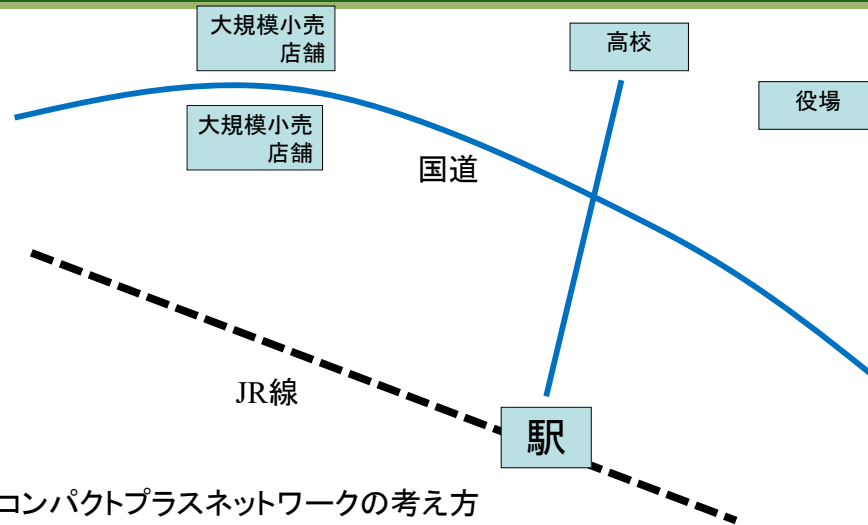 大規模小売
店舗
高校
役場
大規模小売
店舗
国道
JR線
駅
コンパクトプラスネットワークの考え方